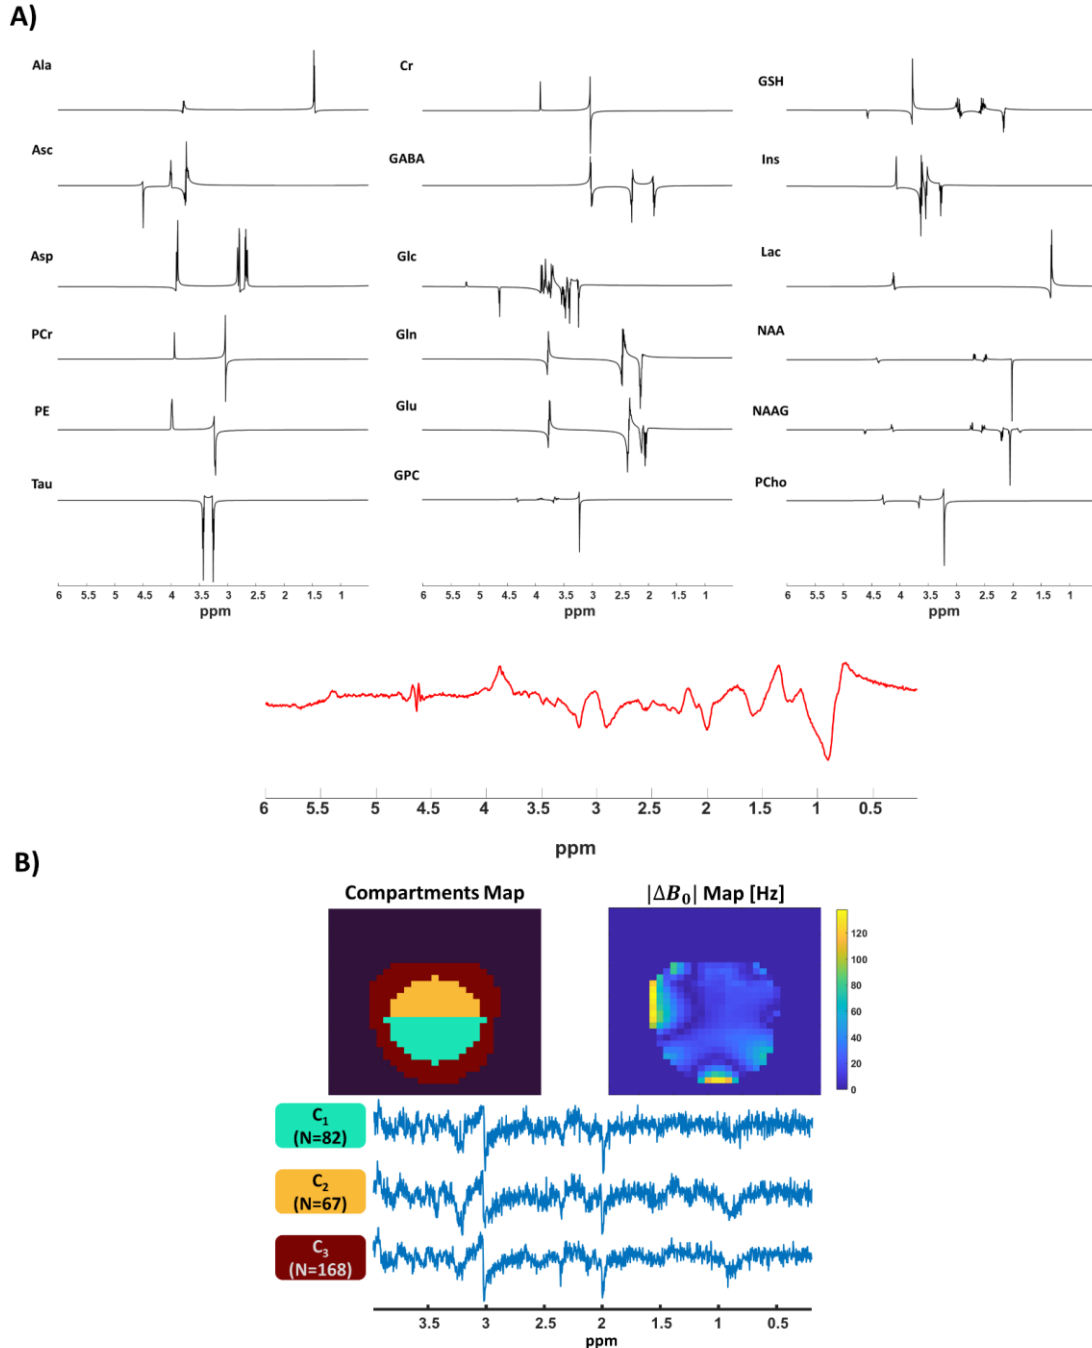 A)
Ala Cr GSH
Asc GABA Ins
Asp Glc Lac
PCr Gln NAA
PE Glu NAAG
Tau GPC PCho
6 5.5 5 4.5 4 3.5 3 2.5 2 1.5 1 6 5.5 5 4.5 4 3.5 3 2.5 2 1.5 1 6 5.5 5 4.5 4 3.5 3 2.5 2 1.5 1
ppm ppm ppm
6 5.5 5 4.5 4 3.5 3 2.5 2 1.5 1 0.5
ppm
B)
Compartments Map |ΔB₀| Map [Hz]
120
100
80
60
40
20
0
C₁
(N=82)
C₂
(N=67)
C₃
(N=168)
3.5 3 2.5 2 1.5 1 0.5
ppm